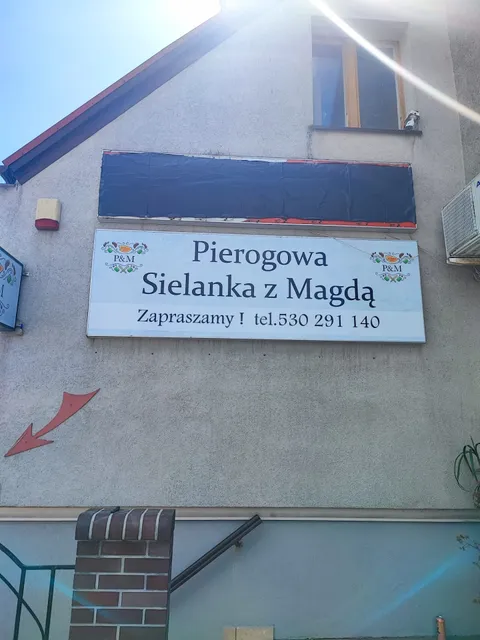 P&M
Pierogowa
P&M
Sielanka z Magdą
Zapraszamy ! tel.530 291 140